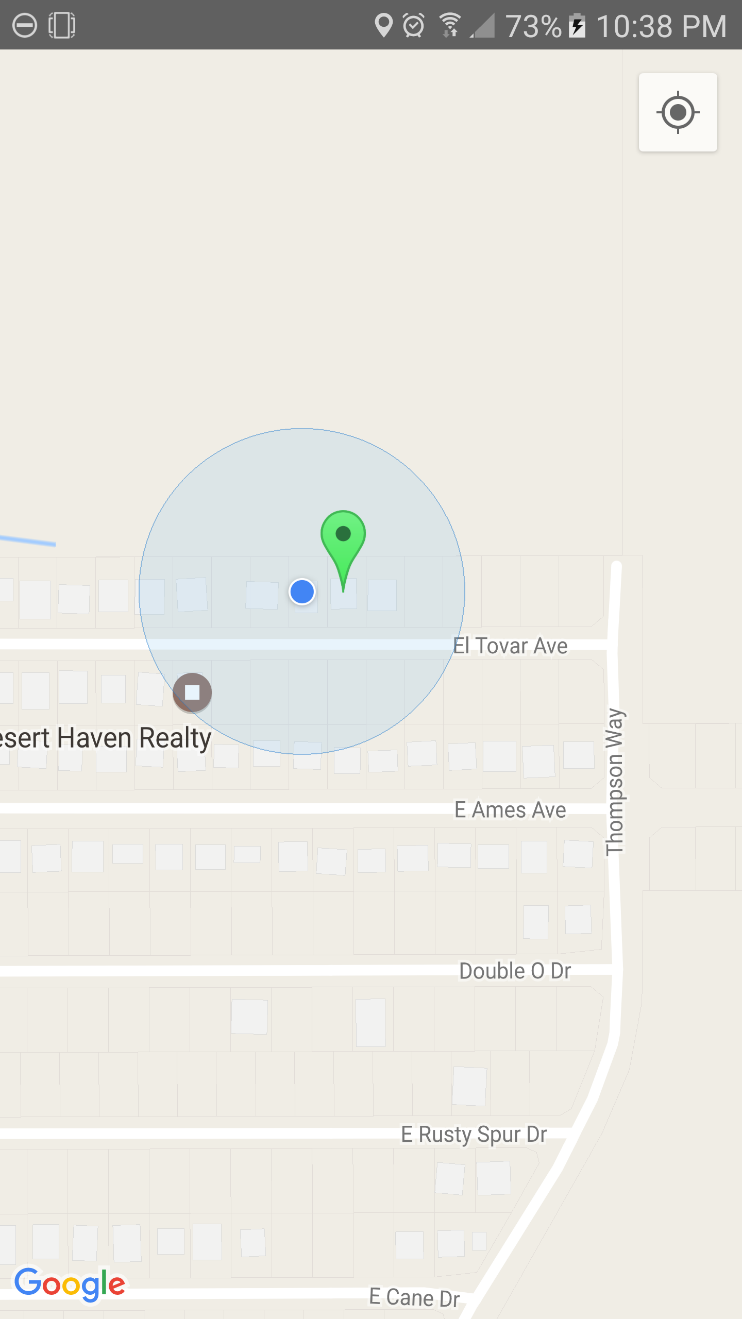 73% 10:38 PM
El Tovar Ave
esert Haven Realty
Thompson Way
E Ames Ave
Double O Dr
E Rusty Spur Dr
Google
E Cane Dr